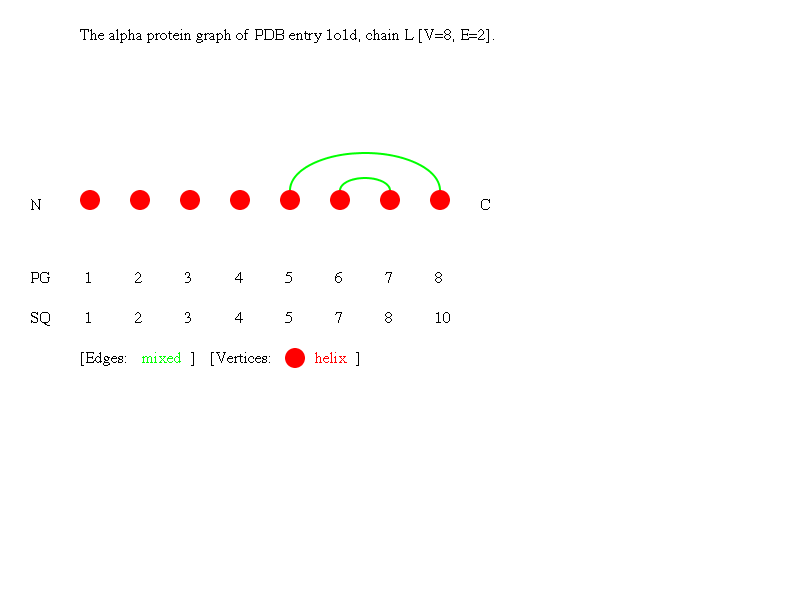 The alpha protein graph of PDB entry 1o1d, chain L [V=8, E=2].
N C
PG 1 2 3 4 5 6 7 8
SQ 1 2 3 4 5 7 8 10
[Edges: mixed ] [Vertices: helix ]